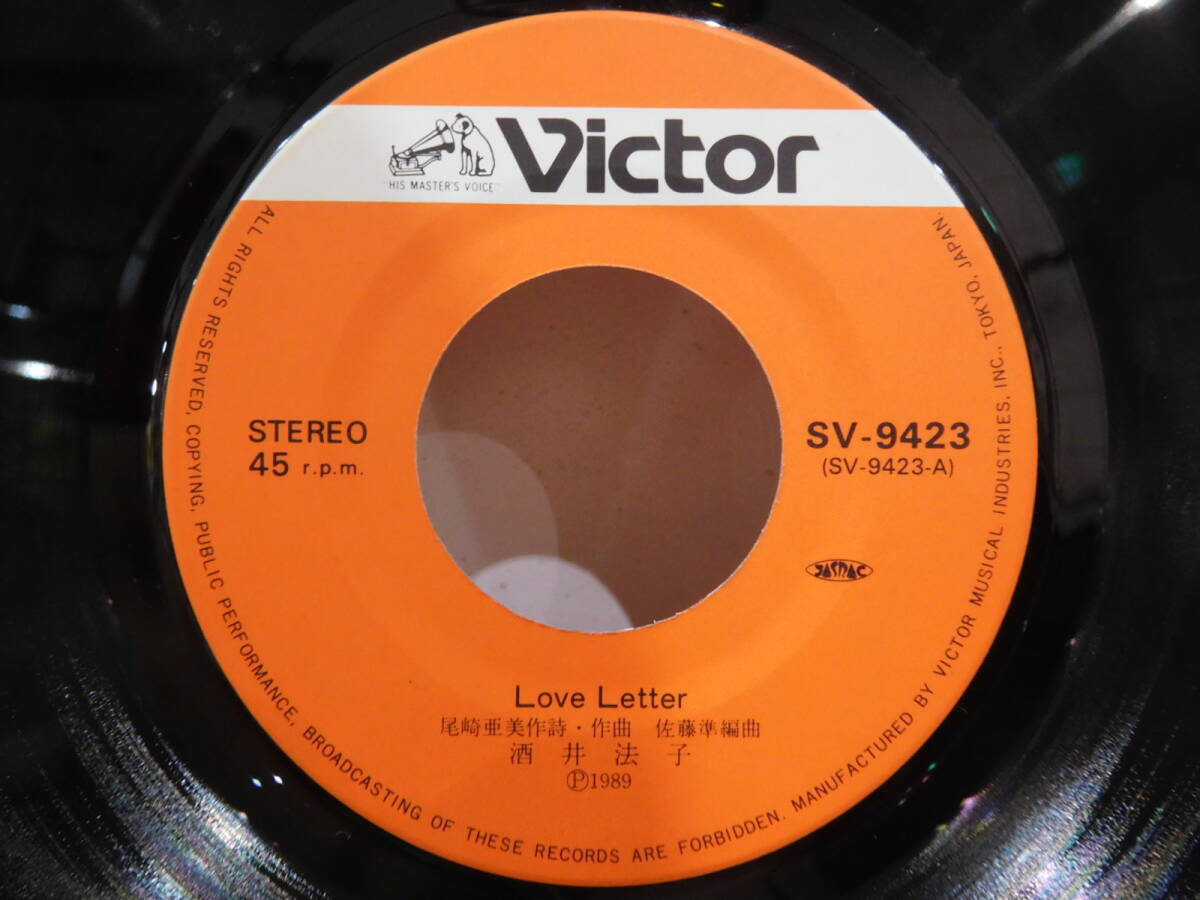 "HIS MASTER'S VOICE"
Victor
STEREO
45 r.p.m.
SV-9423
(SV-9423-A)
JASRAC
Love Letter
尾崎亜美作詩・作曲 佐藤準編曲
酒井法子
Ⓟ1989
ALL RIGHTS RESERVED. COPYING, PUBLIC PERFORMANCE, BROADCASTING OF THESE RECORDS ARE FORBIDDEN. MANUFACTURED BY VICTOR MUSICAL INDUSTRIES, INC., TOKYO, JAPAN.